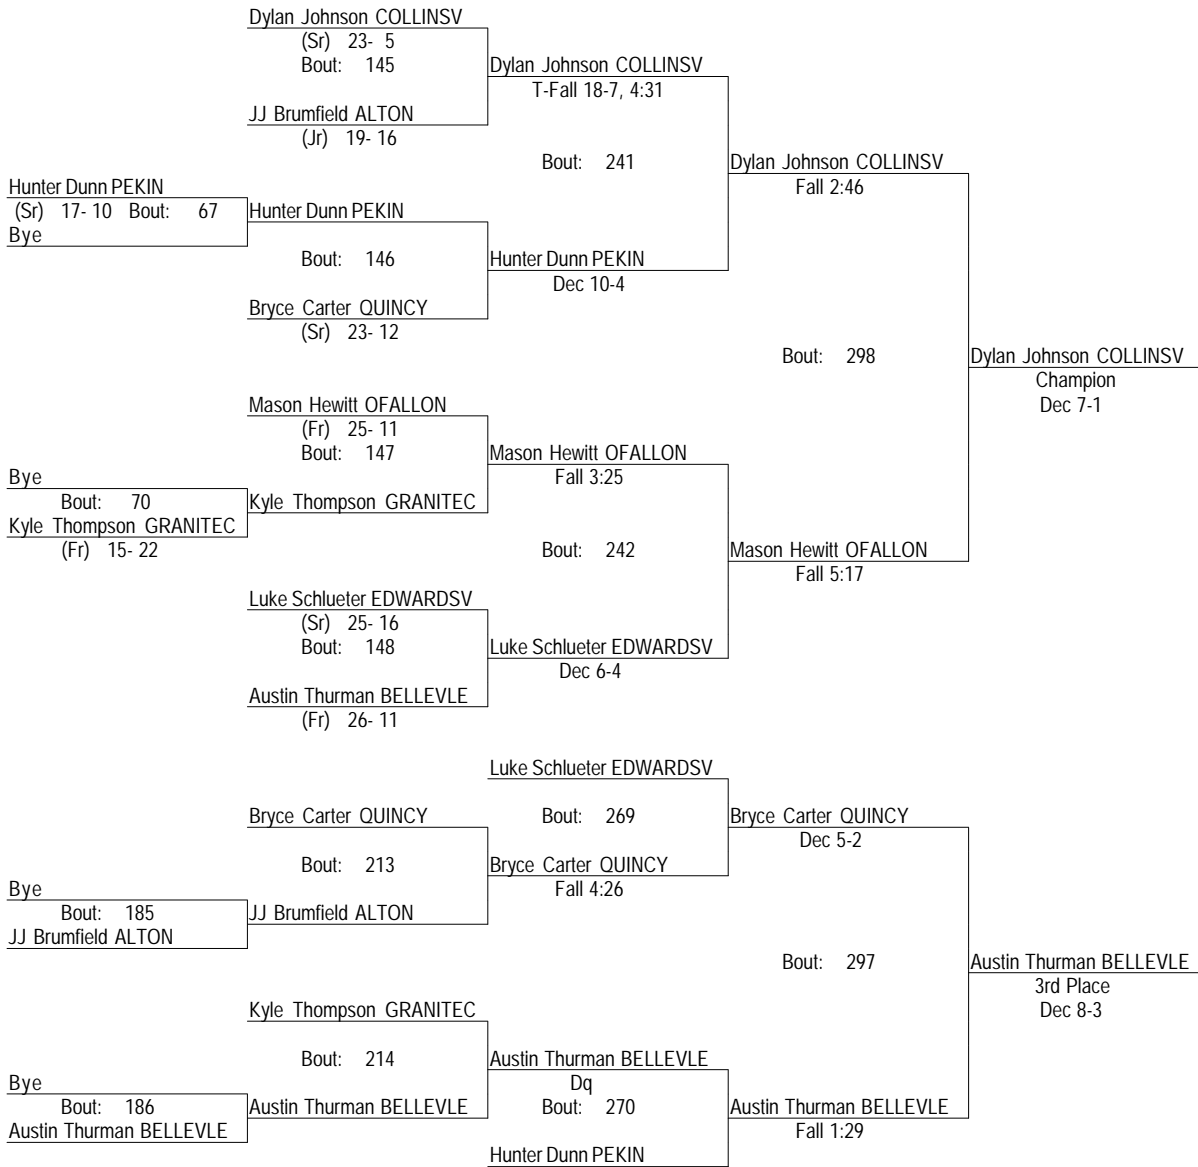 Dylan Johnson COLLINSV
(Sr) 23- 5
Bout: 145
Dylan Johnson COLLINSV
T-Fall 18-7, 4:31
JJ Brumfield ALTON
(Jr) 19- 16
Bout: 241
Dylan Johnson COLLINSV
Fall 2:46
Hunter Dunn PEKIN
(Sr) 17- 10 Bout: 67
Bye
Hunter Dunn PEKIN
Bout: 146
Hunter Dunn PEKIN
Dec 10-4
Bryce Carter QUINCY
(Sr) 23- 12
Bout: 298
Dylan Johnson COLLINSV
Champion
Dec 7-1
Mason Hewitt OFALLON
(Fr) 25- 11
Bout: 147
Mason Hewitt OFALLON
Fall 3:25
Bye
Bout: 70
Kyle Thompson GRANITEC
(Fr) 15- 22
Kyle Thompson GRANITEC
Bout: 242
Mason Hewitt OFALLON
Fall 5:17
Luke Schlueter EDWARDSV
(Sr) 25- 16
Bout: 148
Luke Schlueter EDWARDSV
Dec 6-4
Austin Thurman BELLEVLE
(Fr) 26- 11
Luke Schlueter EDWARDSV
Bout: 269
Bryce Carter QUINCY
Dec 5-2
Bryce Carter QUINCY
Bout: 213
Bryce Carter QUINCY
Fall 4:26
Bye
Bout: 185
JJ Brumfield ALTON
JJ Brumfield ALTON
Bout: 297
Austin Thurman BELLEVLE
3rd Place
Dec 8-3
Kyle Thompson GRANITEC
Bout: 214
Austin Thurman BELLEVLE
Dq
Bout: 270
Bye
Bout: 186
Austin Thurman BELLEVLE
Austin Thurman BELLEVLE
Austin Thurman BELLEVLE
Fall 1:29
Hunter Dunn PEKIN